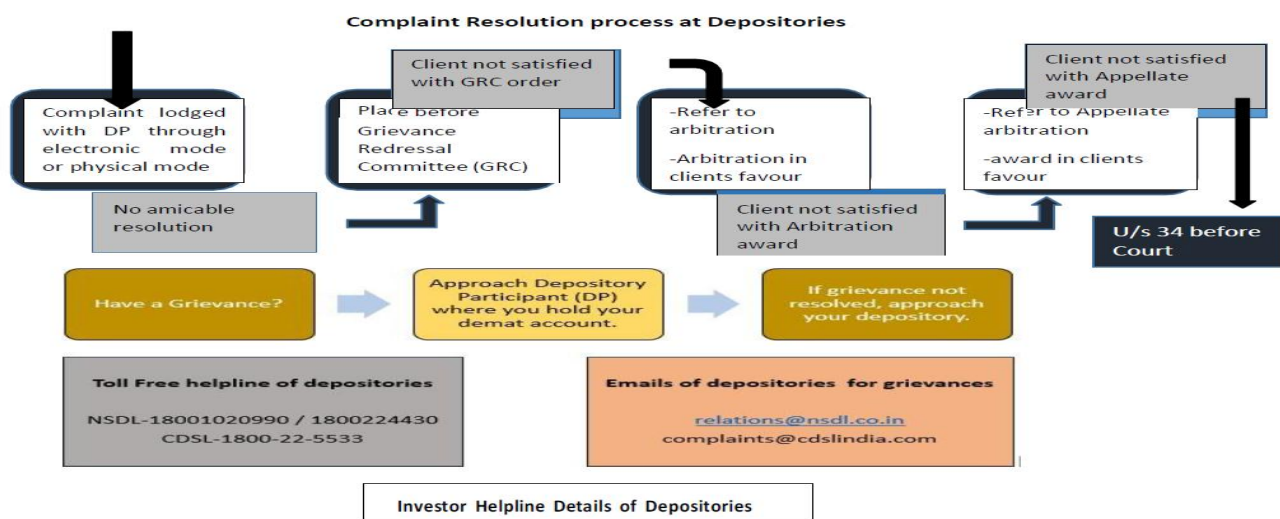 Complaint Resolution process at Depositories
Complaint lodged
with DP through
electronic mode
or physical mode
No amicable
resolution
Place before
Grievance
Redressal
Committee (GRC)
Client not satisfied
with GRC order
-Refer to
arbitration
-Arbitration in
clients favour
Client not satisfied
with Arbitration
award
-Refer to Appellate
arbitration
-award in clients
favour
Client not satisfied
with Appellate
award
U/s 34 before
Court
Have a Grievance?
Approach Depository
Participant (DP)
where you hold your
demat account.
If grievance not
resolved, approach
your depository.
Toll Free helpline of depositories
NSDL-18001020990 / 1800224430
CDSL-1800-22-5533
Emails of depositories for grievances
relations@nsdl.co.in
complaints@cdslindia.com
Investor Helpline Details of Depositories